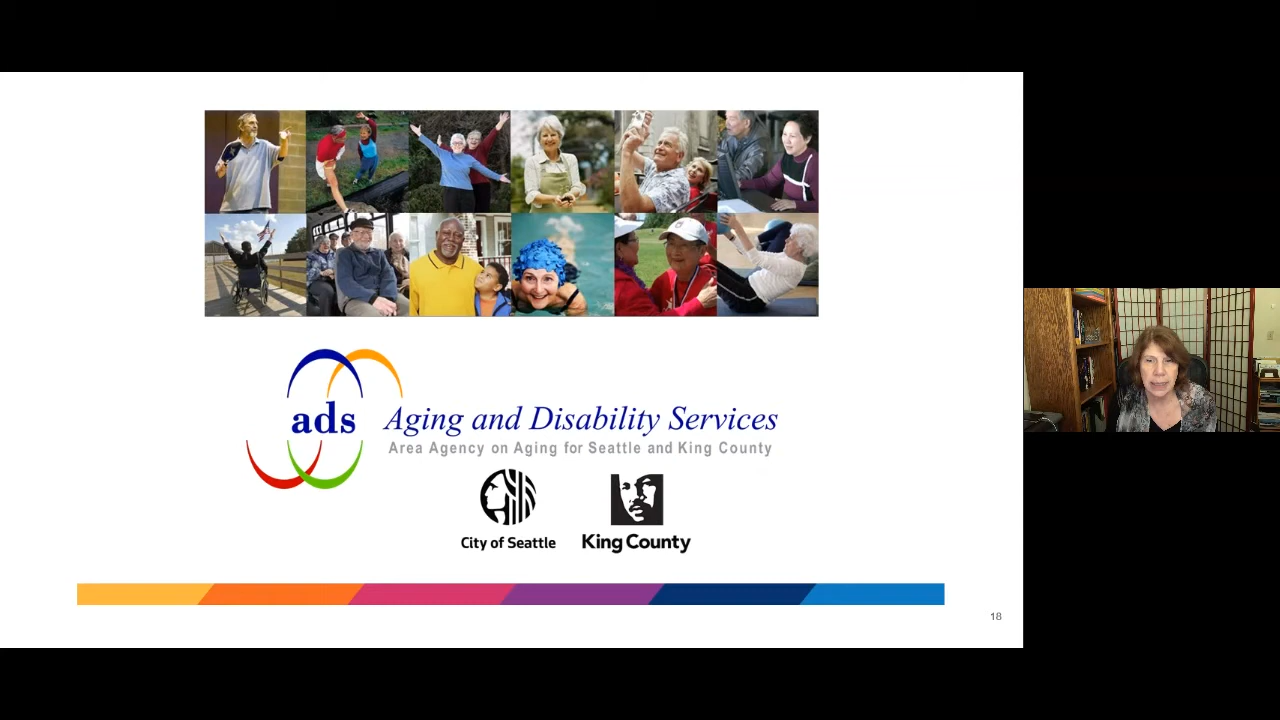 ads
Aging and Disability Services
Area Agency on Aging for Seattle and King County
City of Seattle
King County
18